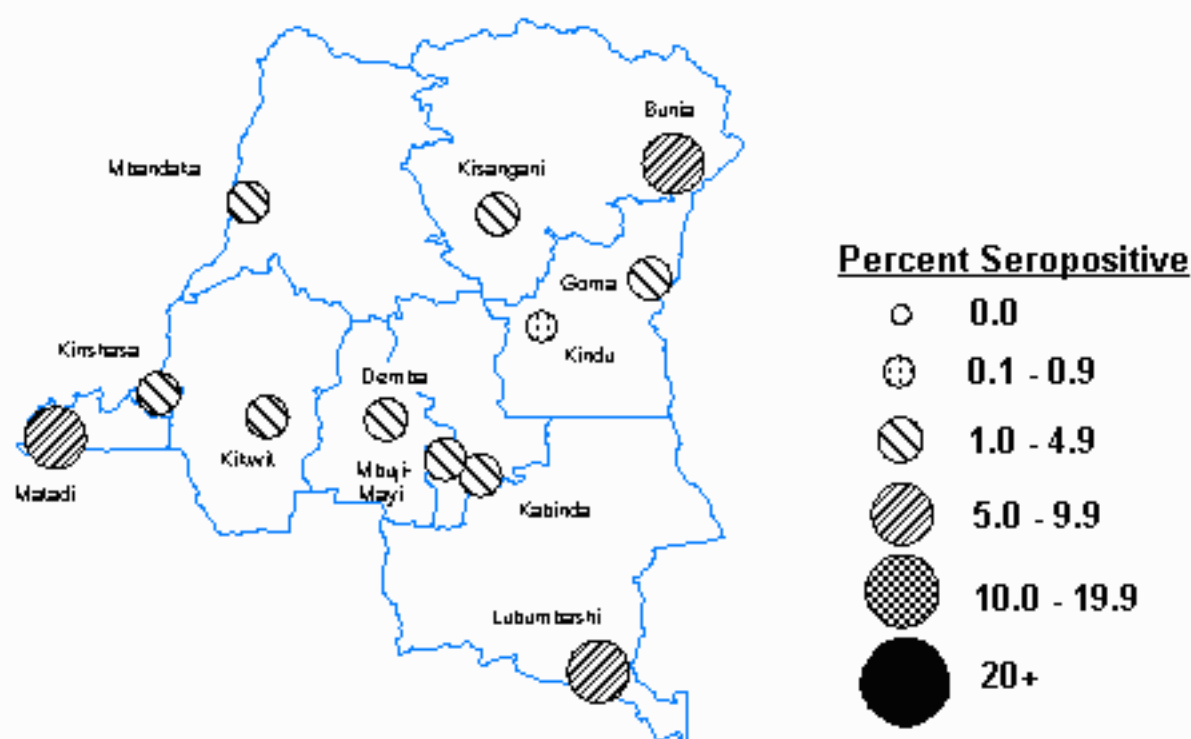 Bunia
Mbandaka
Kisangani
Goma
Kindu
Kinshasa
Demba
Kikwit
Mbuji-
Mayi
Matadi
Kabinda
Lubumbashi
Percent Seropositive
0.0
0.1 - 0.9
1.0 - 4.9
5.0 - 9.9
10.0 - 19.9
20+